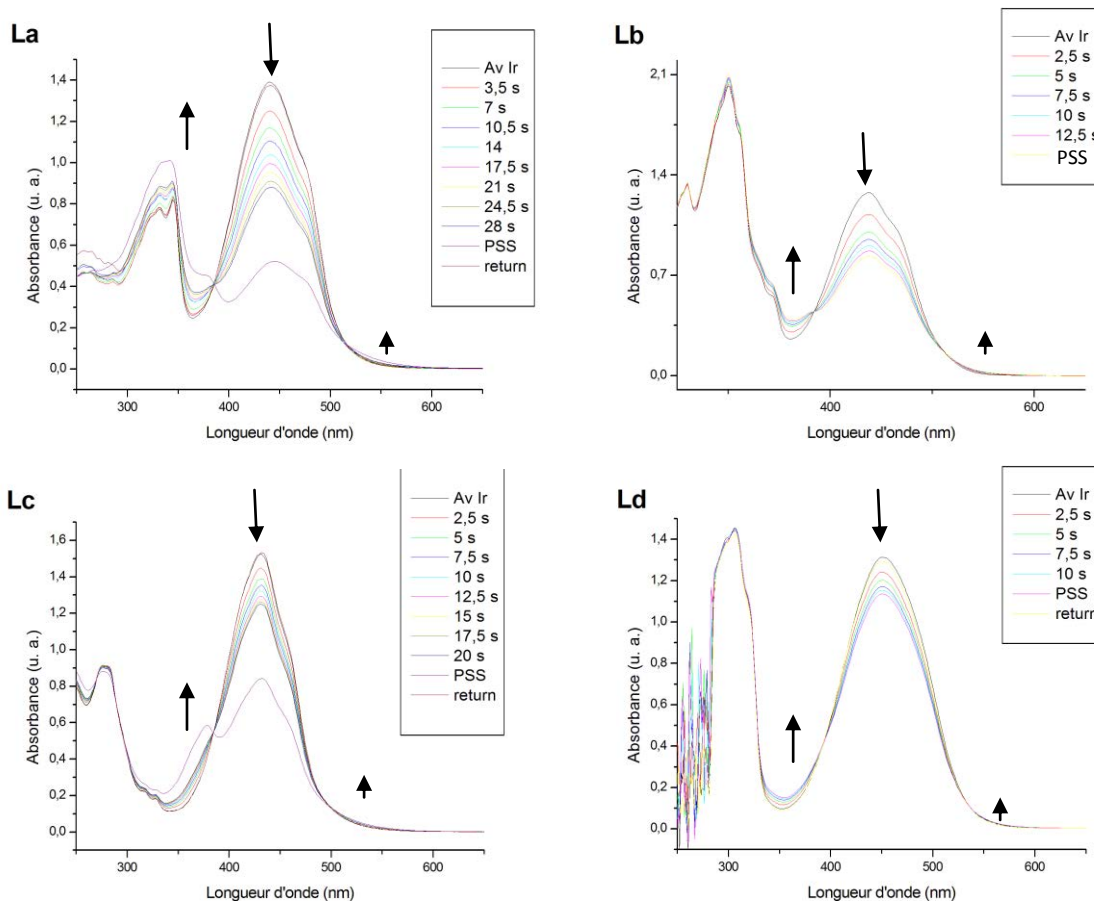 La
Absorbance (u. a.)
1,4
1,2
1,0
0,8
0,6
0,4
0,2
0,0
300
400
500
600
Longueur d'onde (nm)
Av Ir
3,5 s
7 s
10,5 s
14
17,5 s
21 s
24,5 s
28 s
PSS
return
Lb
Absorbance (u. a.)
2,1
1,4
0,7
0,0
400
600
Longueur d'onde (nm)
Av Ir
2,5 s
5 s
7,5 s
10 s
12,5 s
PSS
Lc
Absorbance (u. a.)
1,6
1,4
1,2
1,0
0,8
0,6
0,4
0,2
0,0
300
400
500
600
Longueur d'onde (nm)
Av Ir
2,5 s
5 s
7,5 s
10 s
12,5 s
15 s
17,5 s
20 s
PSS
return
Ld
Absorbance (u. a.)
1,4
1,2
1,0
0,8
0,6
0,4
0,2
0,0
300
400
500
600
Longueur d'onde (nm)
Av Ir
2,5 s
5 s
7,5 s
10 s
PSS
return